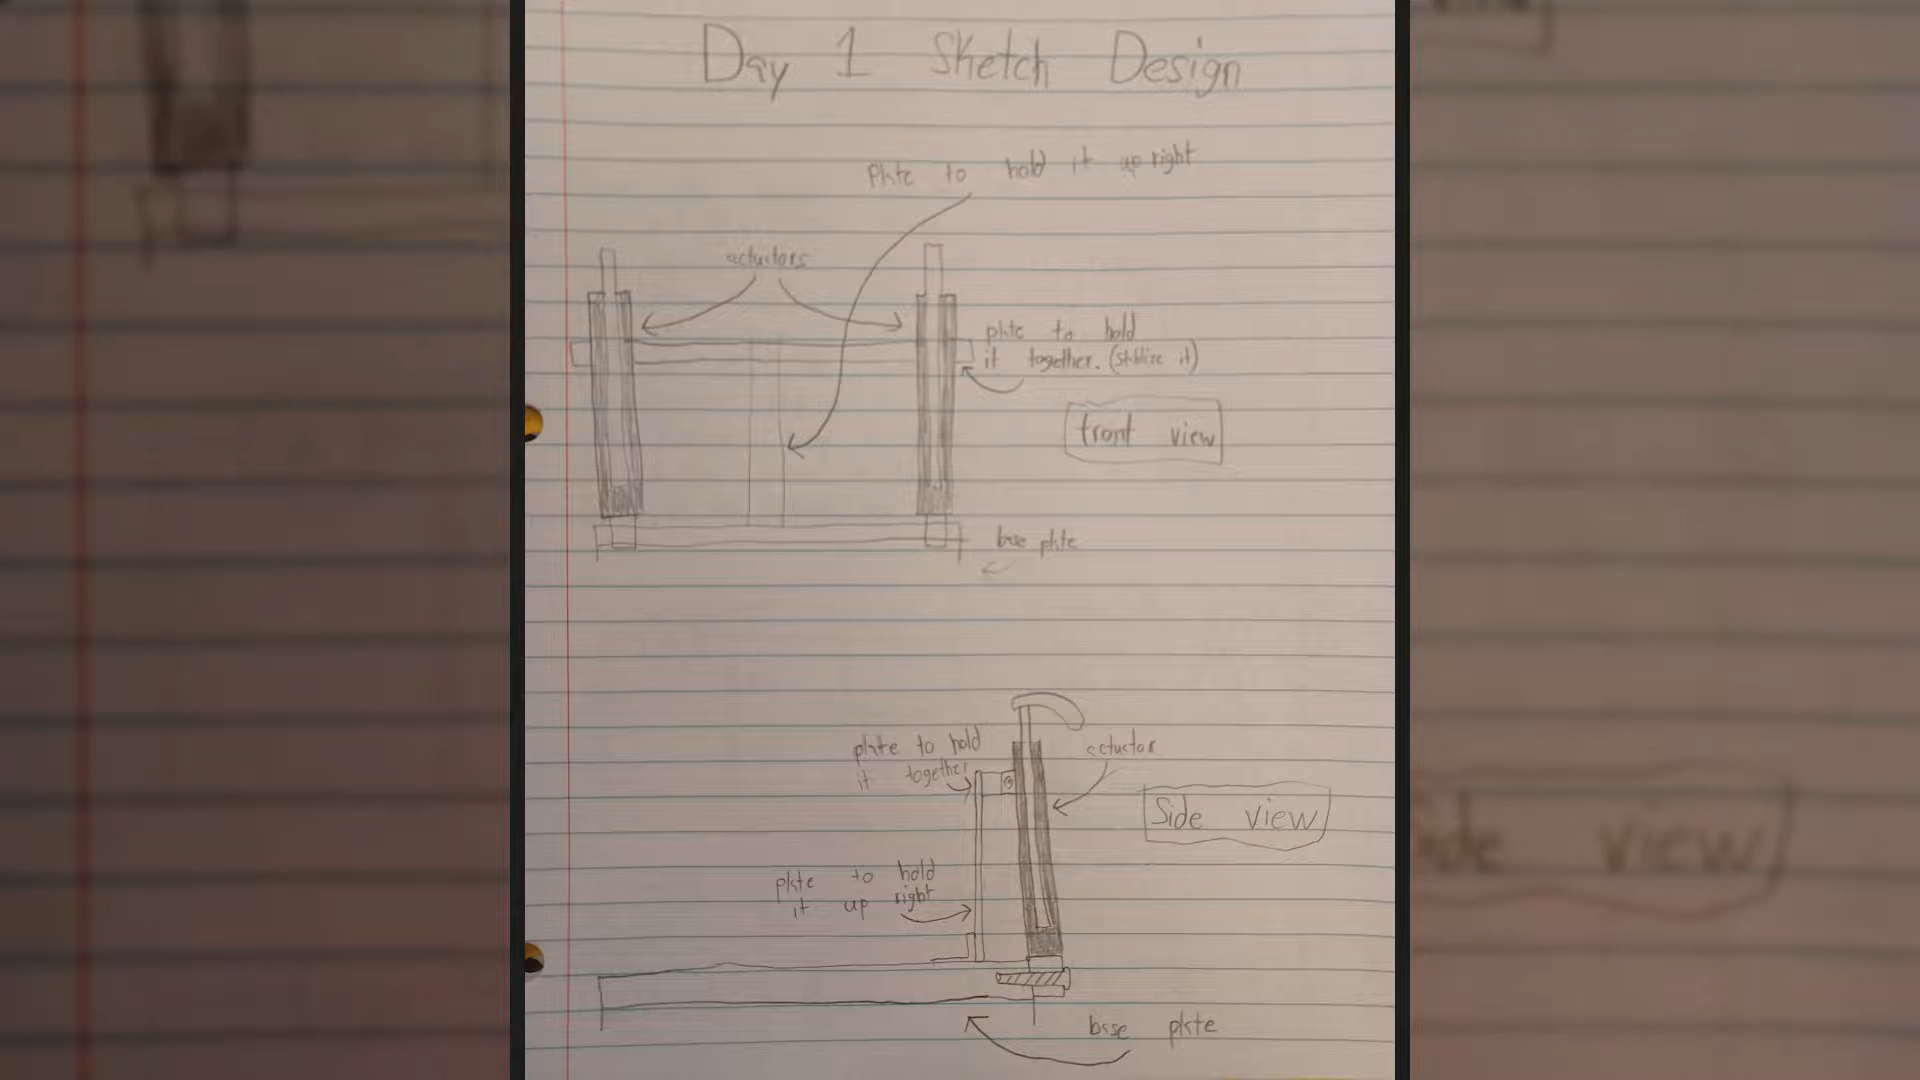 Day 1 Sketch Design
Plate to hold it up right
actuators
plate to hold
it together. (stablize it)
front view
base plate
plate to hold
it together
actuator
Side view
plate to hold
it up right
base plate